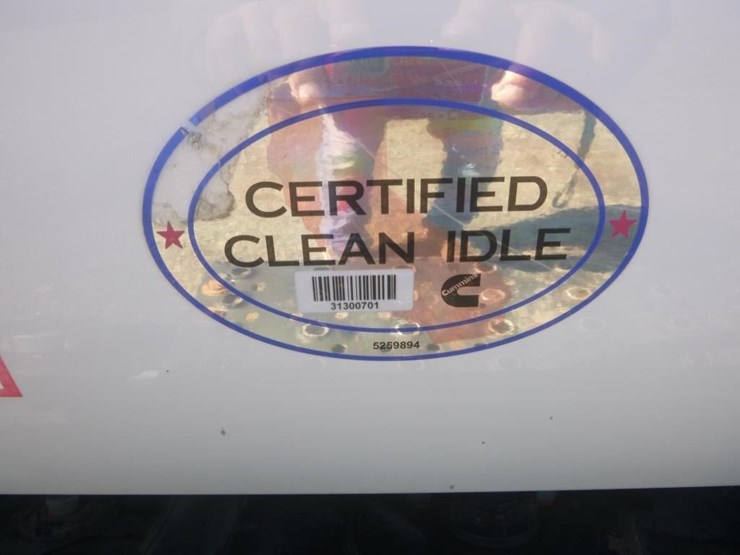 CERTIFIED
CLEAN IDLE
31300701
Cummins
5259894